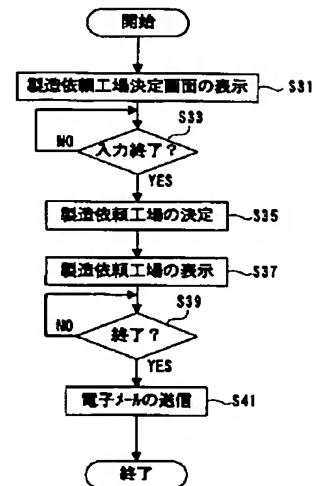 開始
製造依頼工場決定画面の表示
S31
S33
NO
入力終了?
YES
製造依頼工場の決定
S35
製造依頼工場の表示
S37
S39
NO
終了?
YES
電子メールの送信
S41
終了